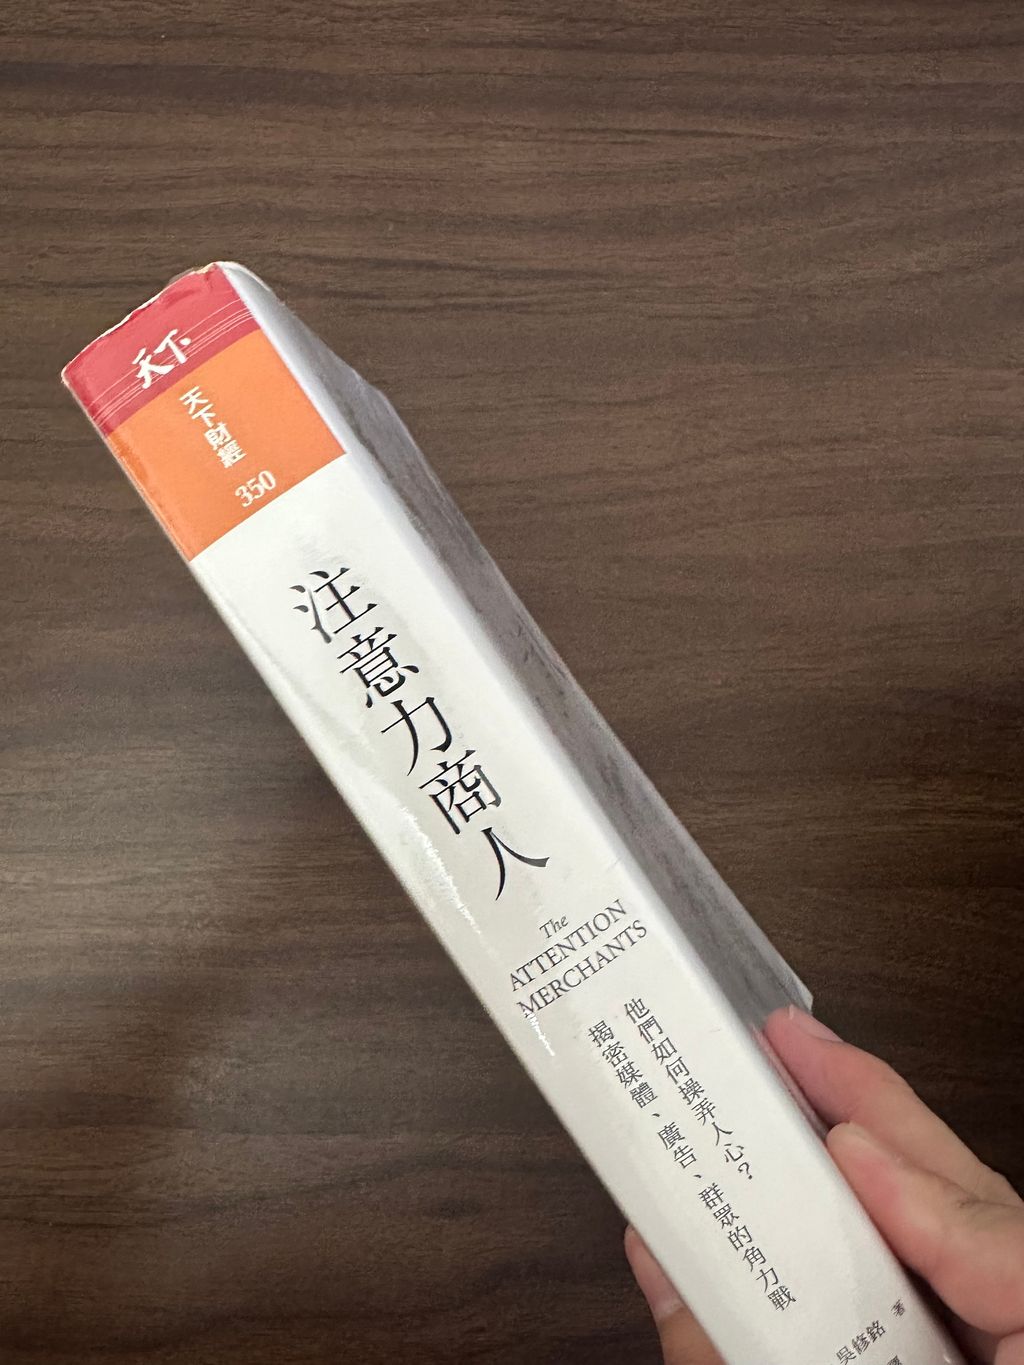 天下
天下財經
350
注意力商人
The
ATTENTION
MERCHANTS
他們如何操弄人心？
揭密媒體、廣告、群眾的角力戰
吳修銘 著